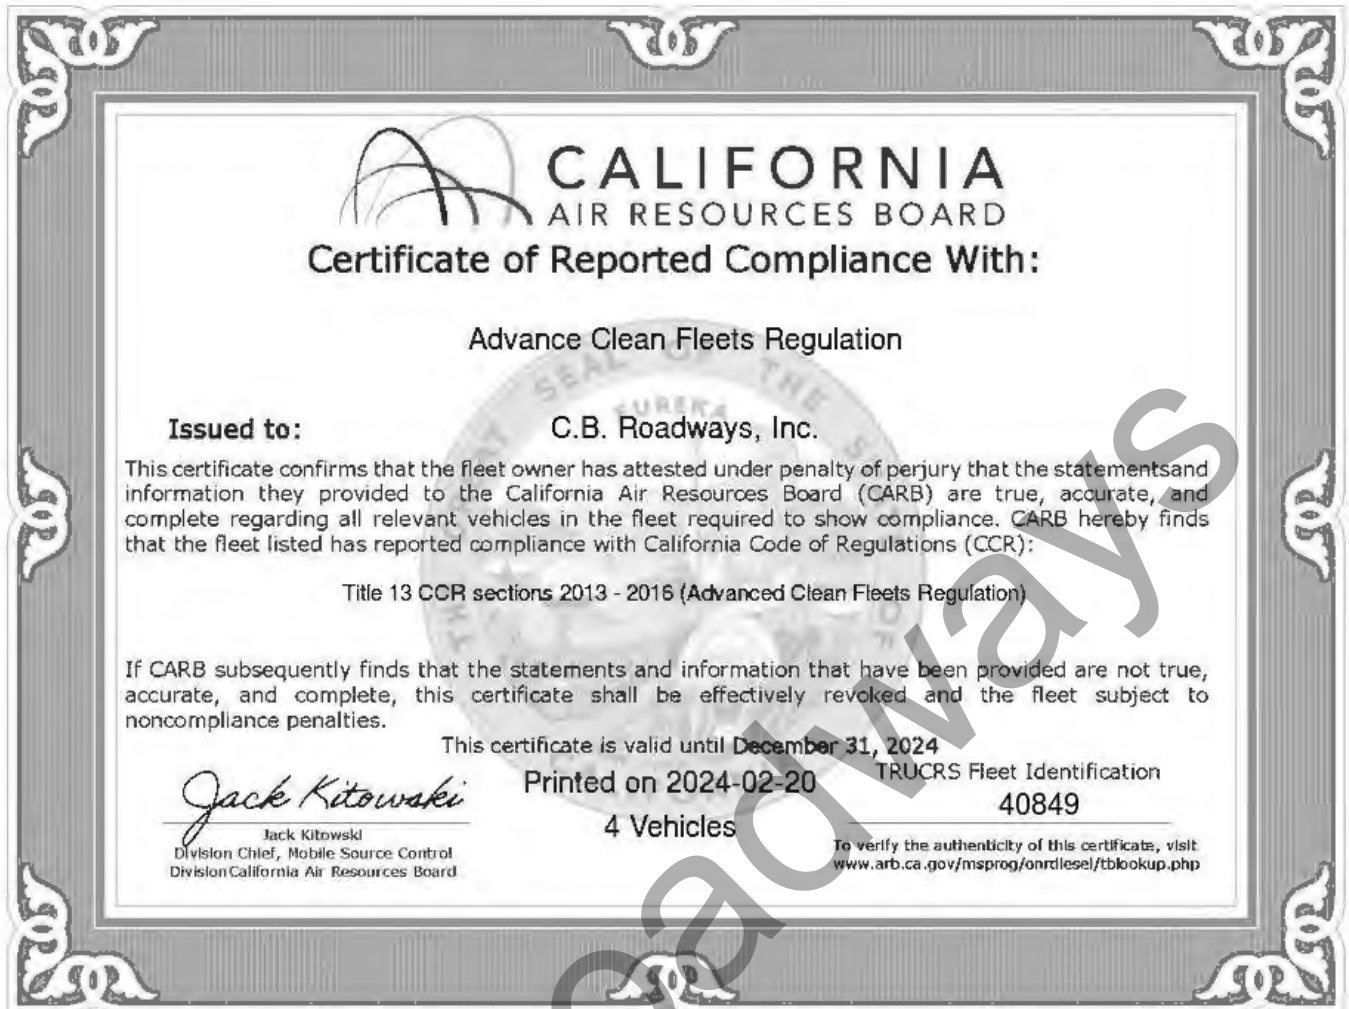 CALIFORNIA
AIR RESOURCES BOARD
Certificate of Reported Compliance With:
Advance Clean Fleets Regulation
Issued to: C.B. Roadways, Inc.
This certificate confirms that the fleet owner has attested under penalty of perjury that the statementsand
information they provided to the California Air Resources Board (CARB) are true, accurate, and
complete regarding all relevant vehicles in the fleet required to show compliance. CARB hereby finds
that the fleet listed has reported compliance with California Code of Regulations (CCR):
Title 13 CCR sections 2013 - 2016 (Advanced Clean Fleets Regulation)
If CARB subsequently finds that the statements and information that have been provided are not true,
accurate, and complete, this certificate shall be effectively revoked and the fleet subject to
noncompliance penalties.
This certificate is valid until December 31, 2024
Jack Kitowski
Printed on 2024-02-20
4 Vehicles
TRUCRS Fleet Identification
40849
Jack Kitowski
Division Chief, Mobile Source Control
DivisionCalifornia Air Resources Board
To verify the authenticity of this certificate, visit
www.arb.ca.gov/msprog/onrdiesel/tblookup.php
SEAL OF THE
EUREKA
oadways